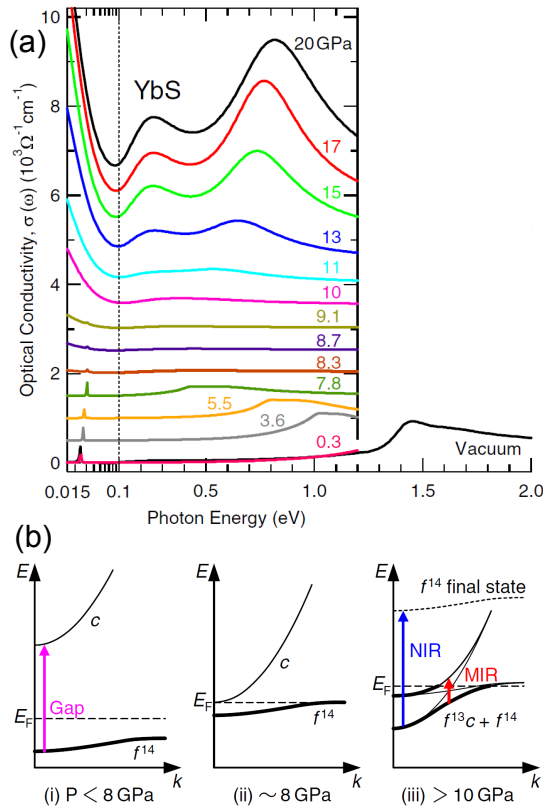 (a)
10
8
6
4
2
0
Optical Conductivity, σ (ω) (10³Ω⁻¹cm⁻¹)
YbS
20 GPa
17
15
13
11
10
9.1
8.7
8.3
7.8
5.5
3.6
0.3
Vacuum
0.015 0.1 0.5 1.0 1.5 2.0
Photon Energy (eV)
(b)
E
c
Gap
E_F
f¹⁴
k
(i) P < 8 GPa
E
c
E_F
f¹⁴
k
(ii) ~ 8 GPa
E
f¹⁴ final state
NIR
MIR
E_F
f¹³c + f¹⁴
k
(iii) > 10 GPa